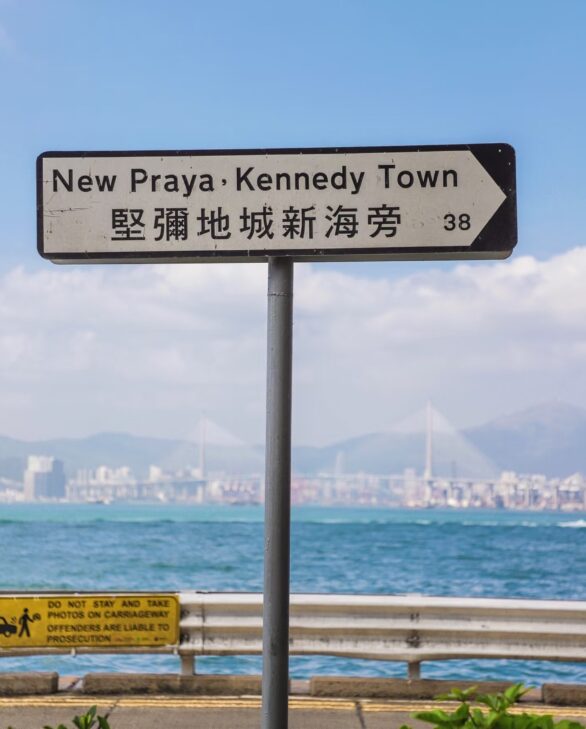 New Praya, Kennedy Town
堅彌地城新海旁 38
DO NOT STAY AND TAKE
PHOTOS ON CARRIAGEWAY
OFFENDERS ARE LIABLE TO
PROSECUTION